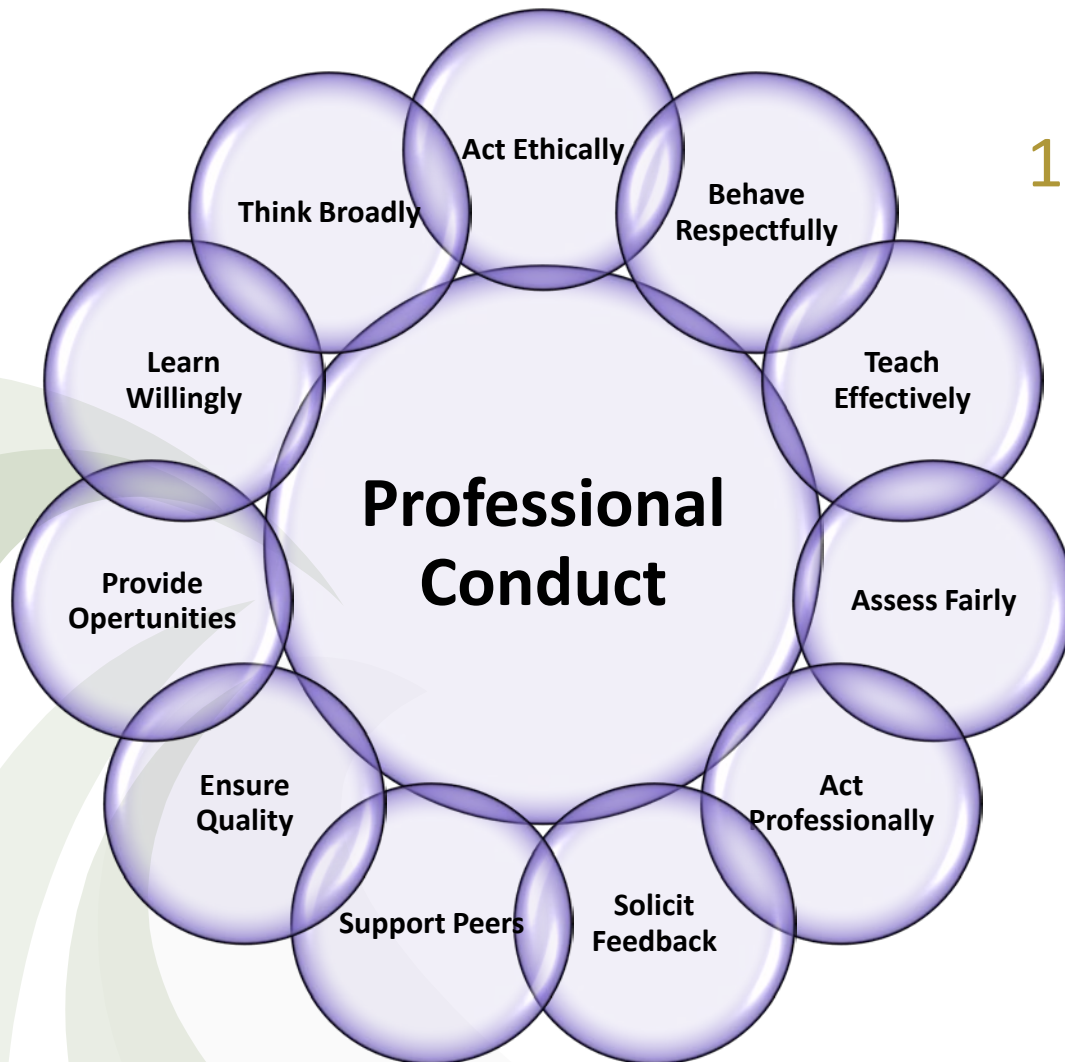 Act Ethically
Behave
Respectfully
Teach
Effectively
Assess Fairly
Act
Professionally
Solicit
Feedback
Support Peers
Ensure
Quality
Provide
Opertunities
Learn
Willingly
Think Broadly
Professional
Conduct
1